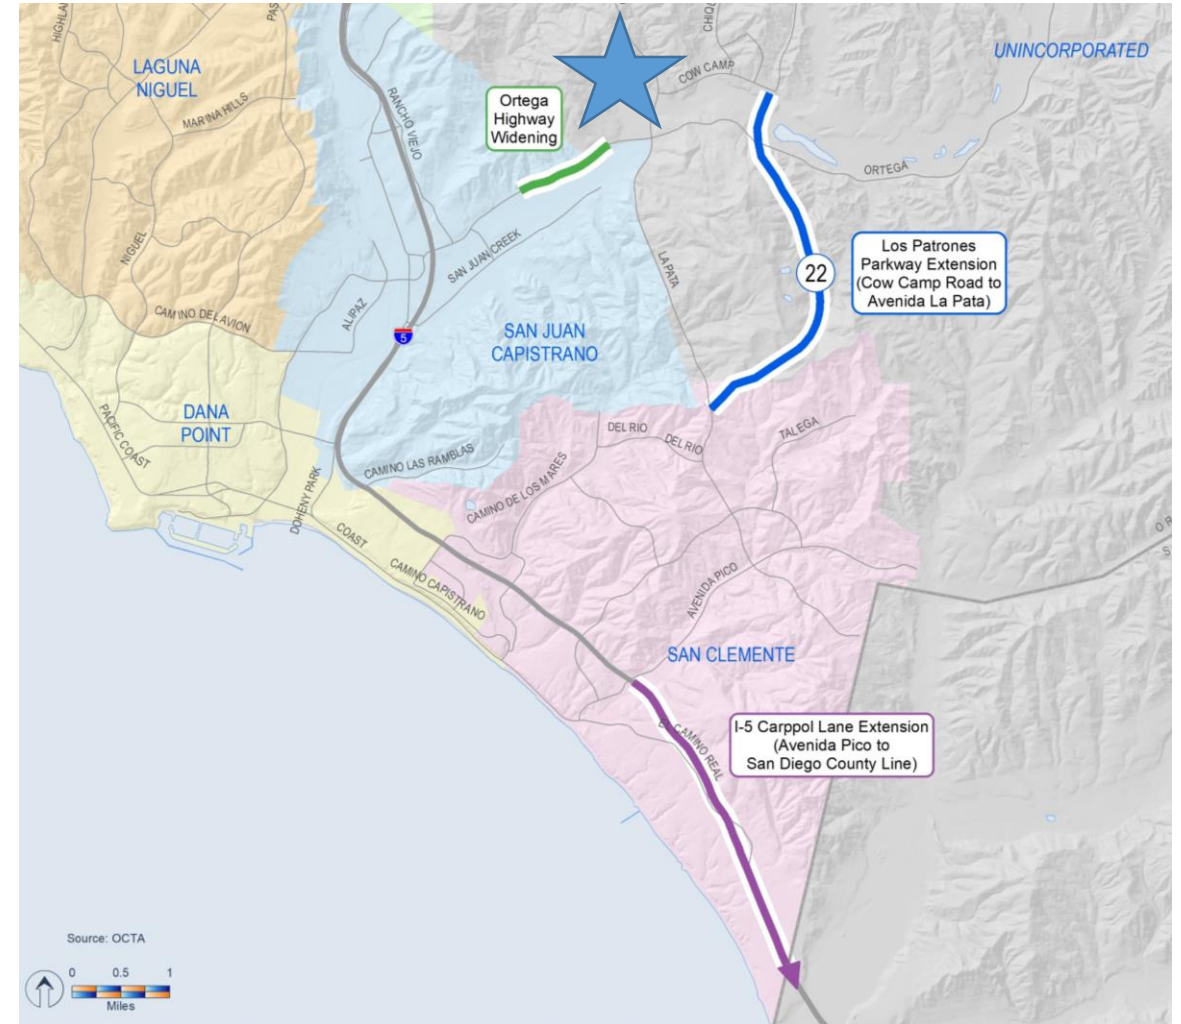 HIGHLA
PAS
CHIQU
UNINCORPORATED
LAGUNA
NIGUEL
COW CAMP
MARINA HILLS
RANCHO VIEJO
Ortega
Highway
Widening
ORTEGA
NIGUEL
SAN JUAN CREEK
LA PATA
Los Patrones
Parkway Extension
(Cow Camp Road to
Avenida La Pata)
22
ALIPAZ
CAMINO DEL AVION
5
SAN JUAN
CAPISTRANO
DANA
POINT
PACIFIC COAST
DEL RIO
DEL RIO
TALEGA
CAMINO LAS RAMBLAS
CAMINO DE LOS MARES
DOHENY PARK
COAST
O R
S
CAMINO CAPISTRANO
AVENIDA PICO
SAN CLEMENTE
EL CAMINO REAL
I-5 Carppol Lane Extension
(Avenida Pico to
San Diego County Line)
Source: OCTA
0 0.5 1
Miles